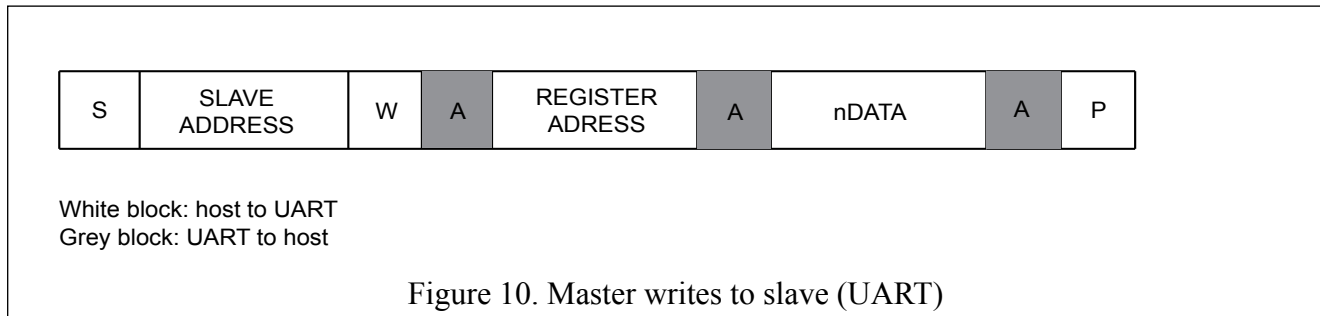 S
SLAVE
ADDRESS
W
A
REGISTER
ADRESS
A
nDATA
A
P
White block: host to UART
Grey block: UART to host
Figure 10. Master writes to slave (UART)